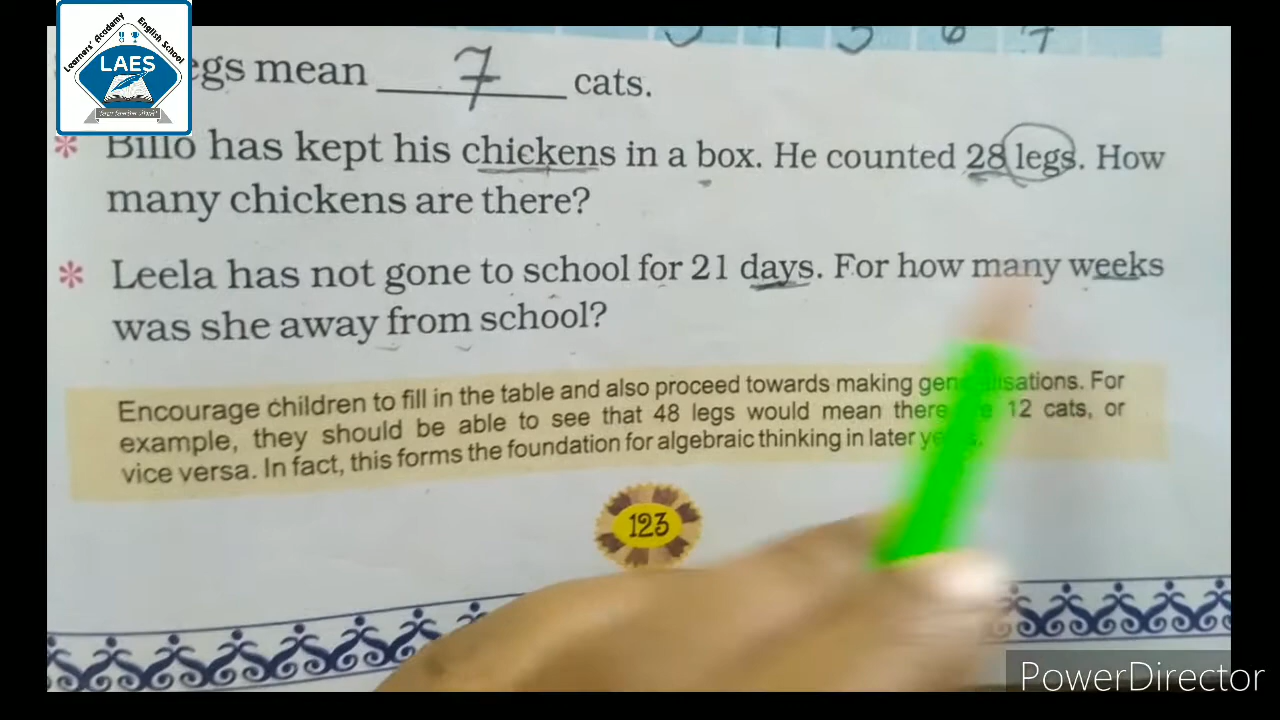 Learners' Academy English School
LAES
egs mean 7 cats.
* Billo has kept his chickens in a box. He counted 28 legs. How
many chickens are there?
* Leela has not gone to school for 21 days. For how many weeks
was she away from school?
Encourage children to fill in the table and also proceed towards making generalisations. For
example, they should be able to see that 48 legs would mean there 12 cats, or
vice versa. In fact, this forms the foundation for algebraic thinking in later
123
PowerDirector